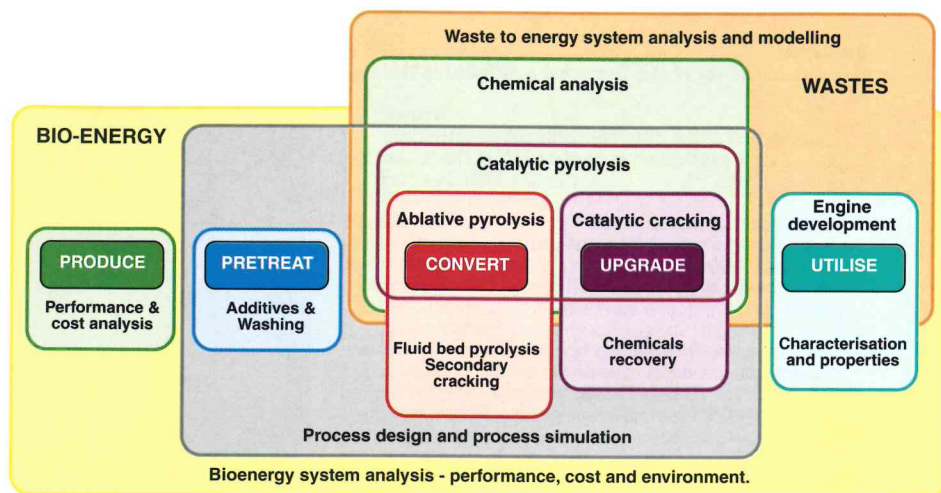 Waste to energy system analysis and modelling
Chemical analysis
WASTES
BIO-ENERGY
Catalytic pyrolysis
Ablative pyrolysis
Catalytic cracking
Engine
development
PRODUCE
PRETREAT
CONVERT
UPGRADE
UTILISE
Performance &
cost analysis
Additives &
Washing
Fluid bed pyrolysis
Secondary
cracking
Chemicals
recovery
Characterisation
and properties
Process design and process simulation
Bioenergy system analysis - performance, cost and environment.